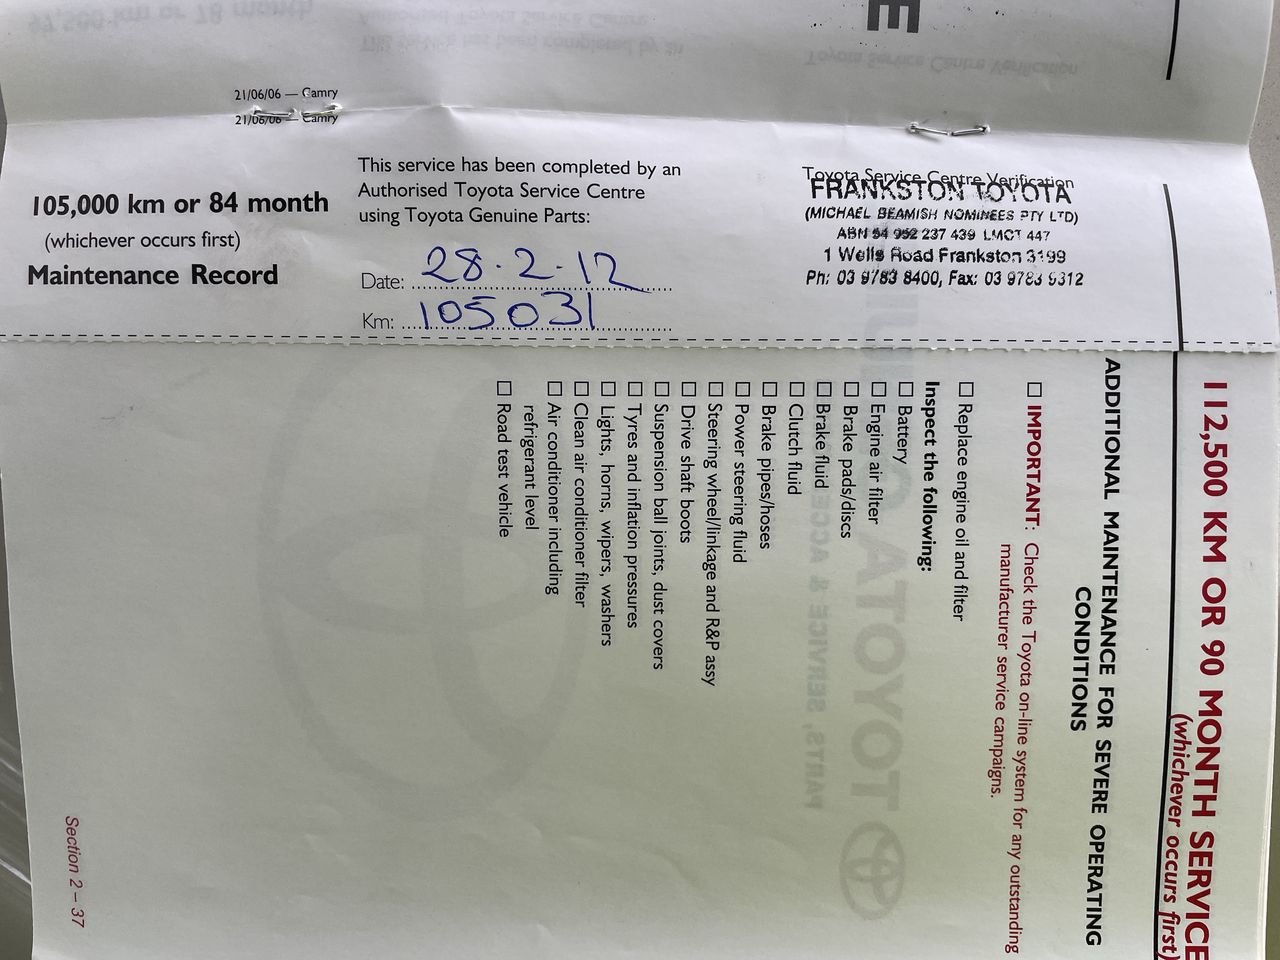 E
21/06/06 — Camry
21/06/06 — Camry
105,000 km or 84 month
(whichever occurs first)
Maintenance Record
This service has been completed by an
Authorised Toyota Service Centre
using Toyota Genuine Parts:
Date: 28.2.12
Km: 105031
Toyota Service Centre Verification
FRANKSTON TOYOTA
(MICHAEL BEAMISH NOMINEES PTY LTD)
ABN 54 952 237 439 LMCT 447
1 Wells Road Frankston 3199
Ph: 03 9783 8400, Fax: 03 9783 9312
112,500 KM OR 90 MONTH SERVICE
(whichever occurs first)
ADDITIONAL MAINTENANCE FOR SEVERE OPERATING
CONDITIONS
☐ IMPORTANT: Check the Toyota on-line system for any outstanding
manufacturer service campaigns.
☐ Replace engine oil and filter
Inspect the following:
☐ Battery
☐ Engine air filter
☐ Brake pads/discs
☐ Brake fluid
☐ Clutch fluid
☐ Brake pipes/hoses
☐ Power steering fluid
☐ Steering wheel/linkage and R&P assy
☐ Drive shaft boots
☐ Suspension ball joints, dust covers
☐ Tyres and inflation pressures
☐ Lights, horns, wipers, washers
☐ Clean air conditioner filter
☐ Air conditioner including
refrigerant level
☐ Road test vehicle
Section 2 – 37